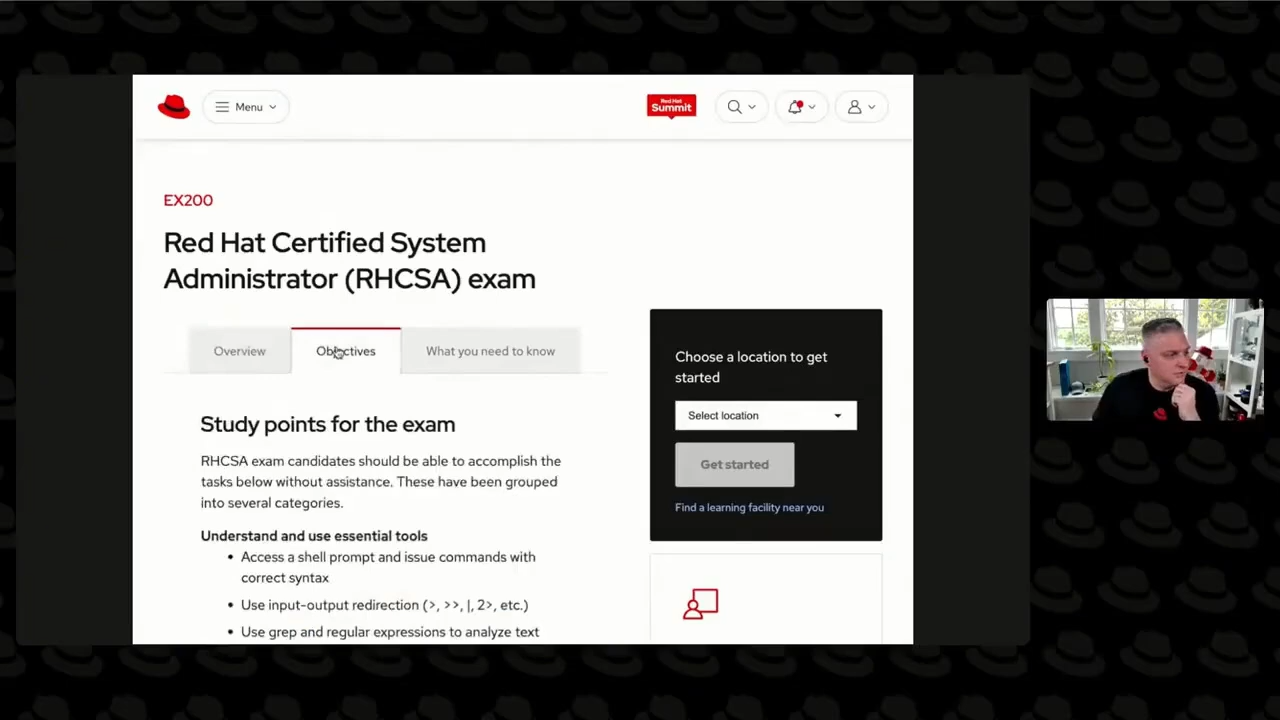 Menu
Red Hat
Summit
EX200
Red Hat Certified System
Administrator (RHCSA) exam
Overview
Objectives
What you need to know
Choose a location to get
started
Select location
Get started
Find a learning facility near you
Study points for the exam
RHCSA exam candidates should be able to accomplish the
tasks below without assistance. These have been grouped
into several categories.
Understand and use essential tools
• Access a shell prompt and issue commands with
correct syntax
• Use input-output redirection (>, >>, |, 2>, etc.)
• Use grep and regular expressions to analyze text